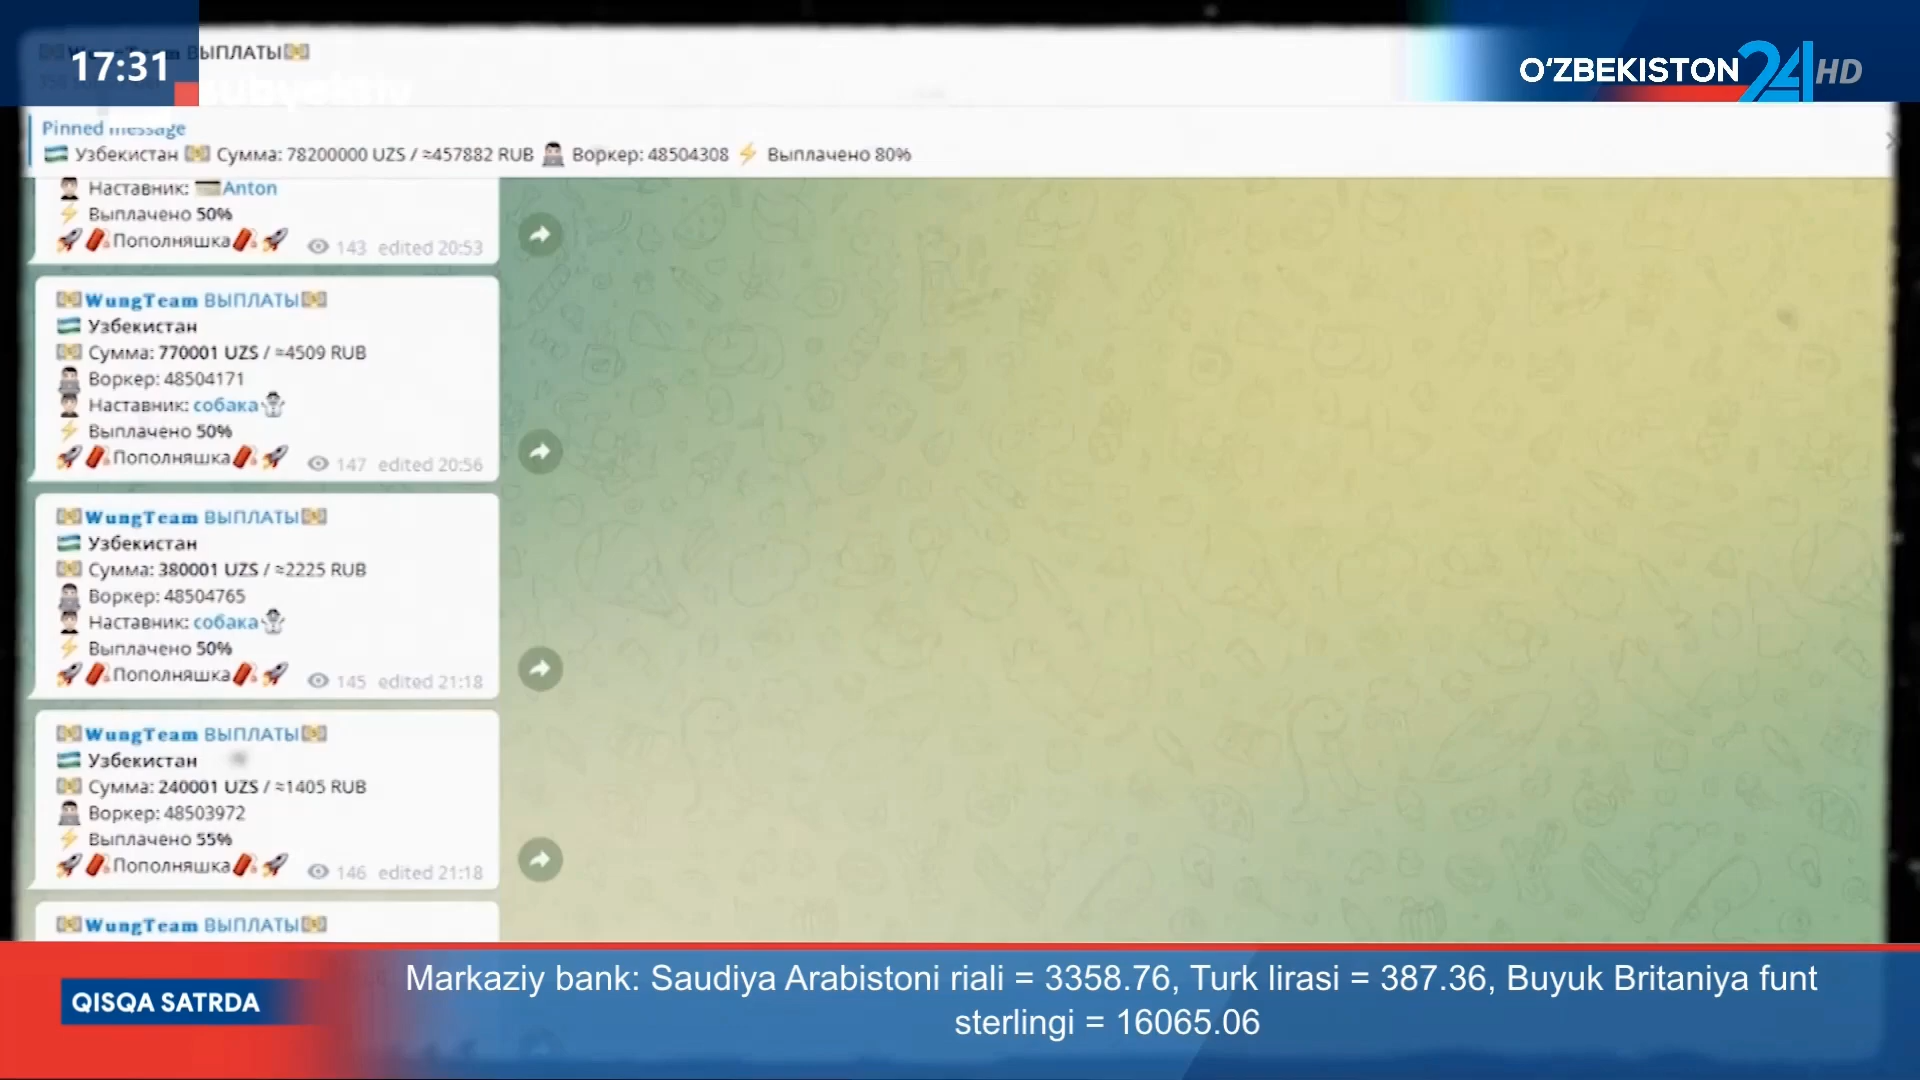 17:31
O‘ZBEKISTON 24 HD
ВЫПЛАТЫ
Pinned message
Узбекистан Сумма: 78200000 UZS / ≈457882 RUB Воркер: 48504308 ⚡ Выплачено 80%
Наставник: Anton
⚡ Выплачено 50%
🚀🧧Пополняшка🧧🚀 143 edited 20:53
WungTeam ВЫПЛАТЫ
Узбекистан
Сумма: 770001 UZS / ≈4509 RUB
Воркер: 48504171
Наставник: собака
⚡ Выплачено 50%
🚀🧧Пополняшка🧧🚀 147 edited 20:56
WungTeam ВЫПЛАТЫ
Узбекистан
Сумма: 380001 UZS / ≈2225 RUB
Воркер: 48504765
Наставник: собака
⚡ Выплачено 50%
🚀🧧Пополняшка🧧🚀 145 edited 21:18
WungTeam ВЫПЛАТЫ
Узбекистан
Сумма: 240001 UZS / ≈1405 RUB
Воркер: 48503972
⚡ Выплачено 55%
🚀🧧Пополняшка🧧🚀 146 edited 21:18
WungTeam ВЫПЛАТЫ
QISQA SATRDA
Markaziy bank: Saudiya Arabistoni riali = 3358.76, Turk lirasi = 387.36, Buyuk Britaniya funt
sterlingi = 16065.06